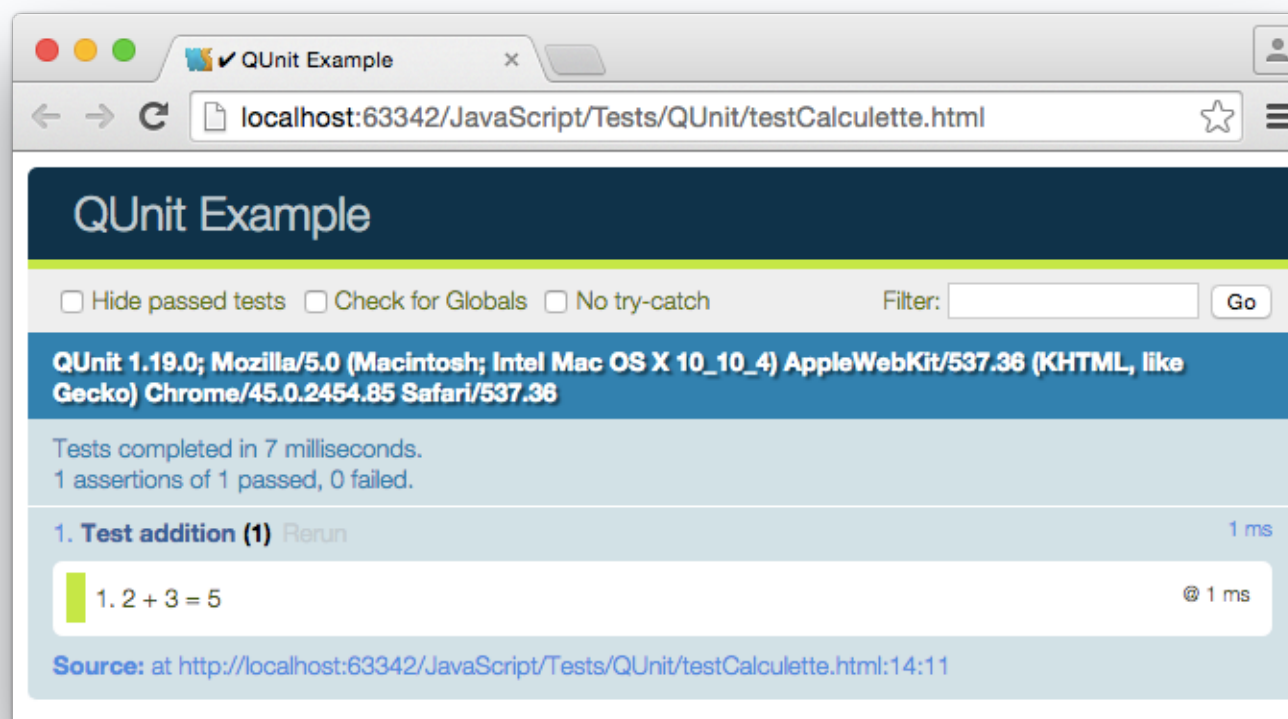 ✔ QUnit Example
localhost:63342/JavaScript/Tests/QUnit/testCalculette.html
QUnit Example
Hide passed tests Check for Globals No try-catch Filter: Go
QUnit 1.19.0; Mozilla/5.0 (Macintosh; Intel Mac OS X 10_10_4) AppleWebKit/537.36 (KHTML, like
Gecko) Chrome/45.0.2454.85 Safari/537.36
Tests completed in 7 milliseconds.
1 assertions of 1 passed, 0 failed.
1. Test addition (1) Rerun 1 ms
1. 2 + 3 = 5 @ 1 ms
Source: at http://localhost:63342/JavaScript/Tests/QUnit/testCalculette.html:14:11